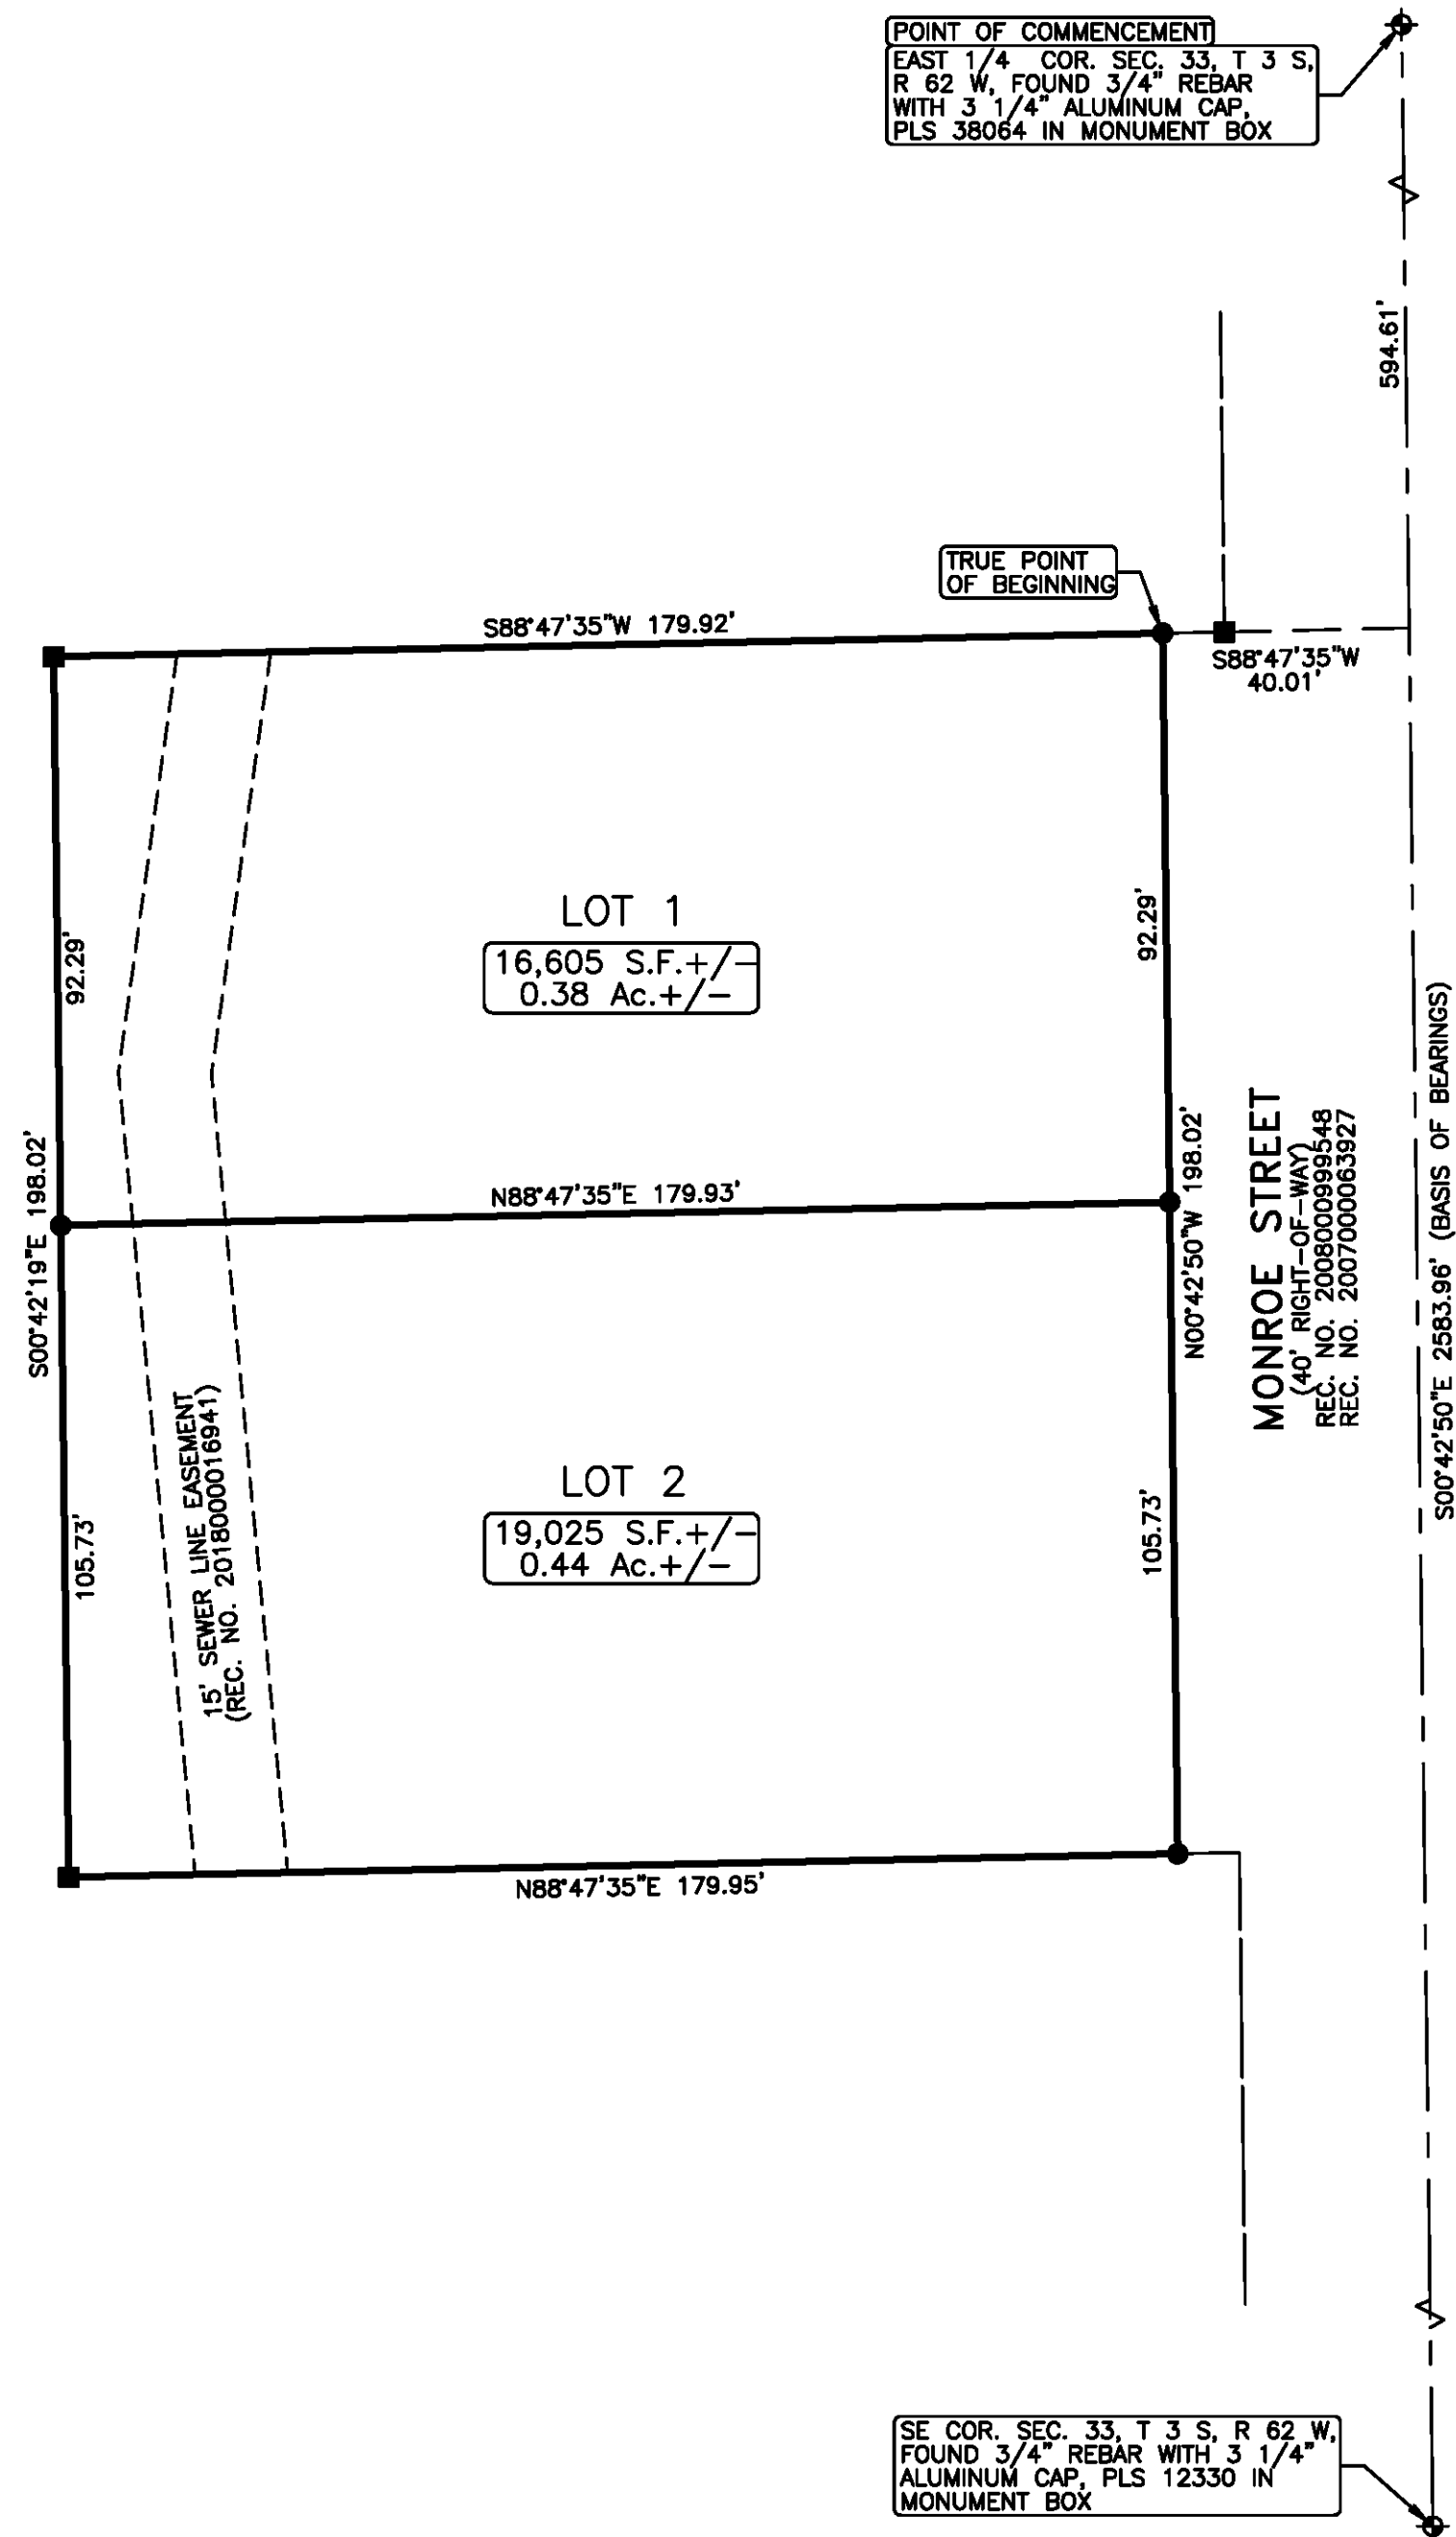 POINT OF COMMENCEMENT
EAST 1/4 COR. SEC. 33, T 3 S,
R 62 W, FOUND 3/4" REBAR
WITH 3 1/4" ALUMINUM CAP,
PLS 38064 IN MONUMENT BOX
594.61'
TRUE POINT
OF BEGINNING
S88°47'35"W 179.92'
S88°47'35"W
40.01'
LOT 1
16,605 S.F.+/-
0.38 Ac.+/-
92.29'
92.29'
S00°42'19"E 198.02'
N88°47'35"E 179.93'
N00°42'50"W 198.02'
MONROE STREET
(40' RIGHT-OF-WAY)
REC. NO. 2008000999548
REC. NO. 2007000063927
S00°42'50"E 2583.96' (BASIS OF BEARINGS)
LOT 2
19,025 S.F.+/-
0.44 Ac.+/-
105.73'
15' SEWER LINE EASEMENT
(REC. NO. 2018000016941)
105.73'
N88°47'35"E 179.95'
SE COR. SEC. 33, T 3 S, R 62 W,
FOUND 3/4" REBAR WITH 3 1/4"
ALUMINUM CAP, PLS 12330 IN
MONUMENT BOX